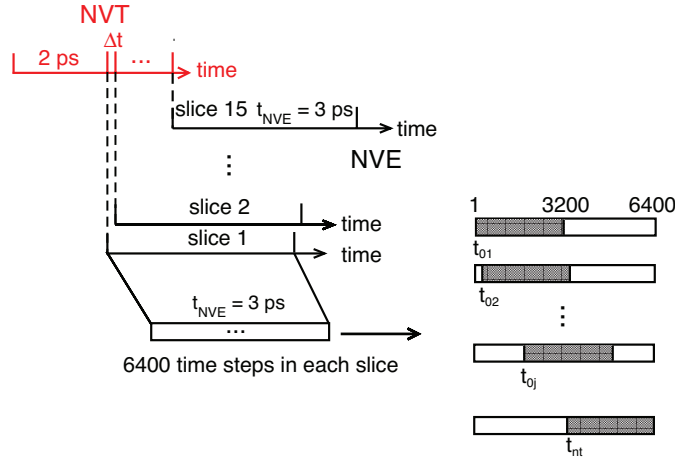 NVT
Δt
2 ps
...
time
slice 15 t_NVE = 3 ps
time
NVE
...
slice 2
time
slice 1
time
t_NVE = 3 ps
...
6400 time steps in each slice
1 3200 6400
t_01
t_02
...
t_0j
t_nt